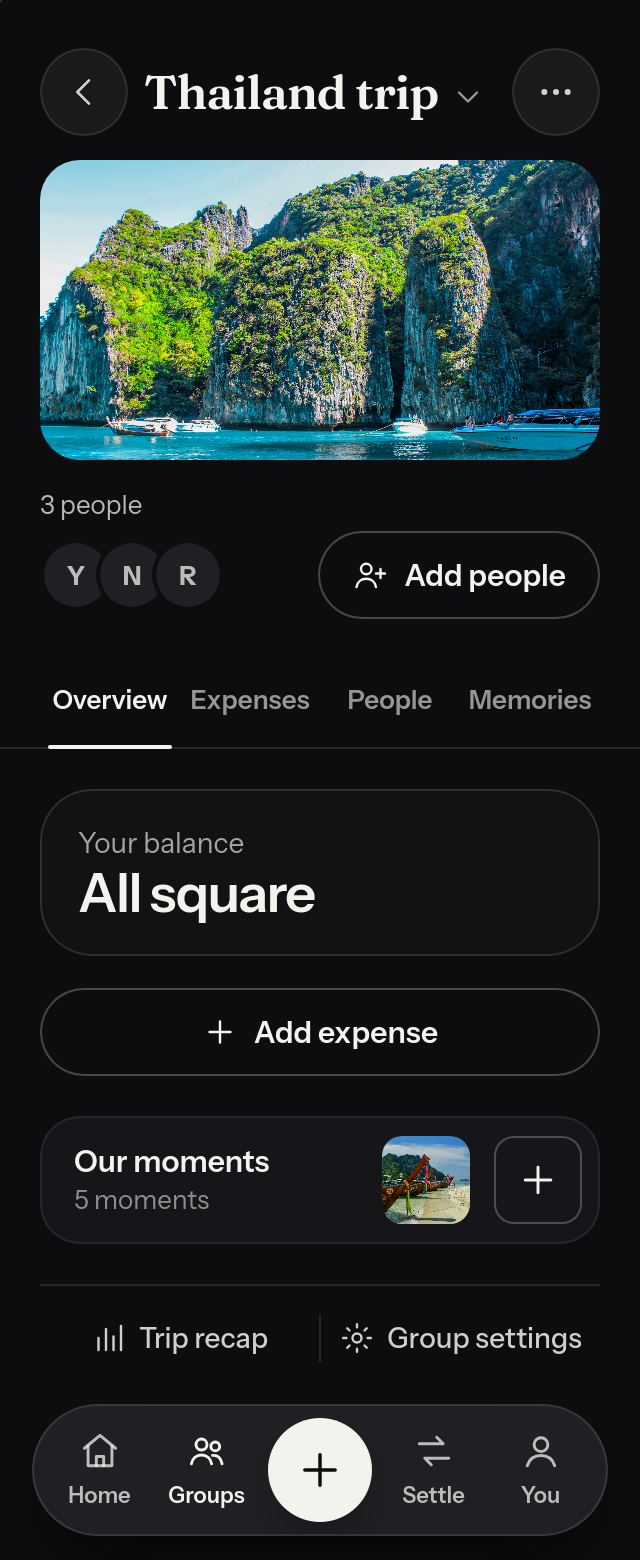 Thailand trip
3 people
Y N R
Add people
Overview Expenses People Memories
Your balance
All square
Add expense
Our moments
5 moments
Trip recap Group settings
Home Groups Settle You